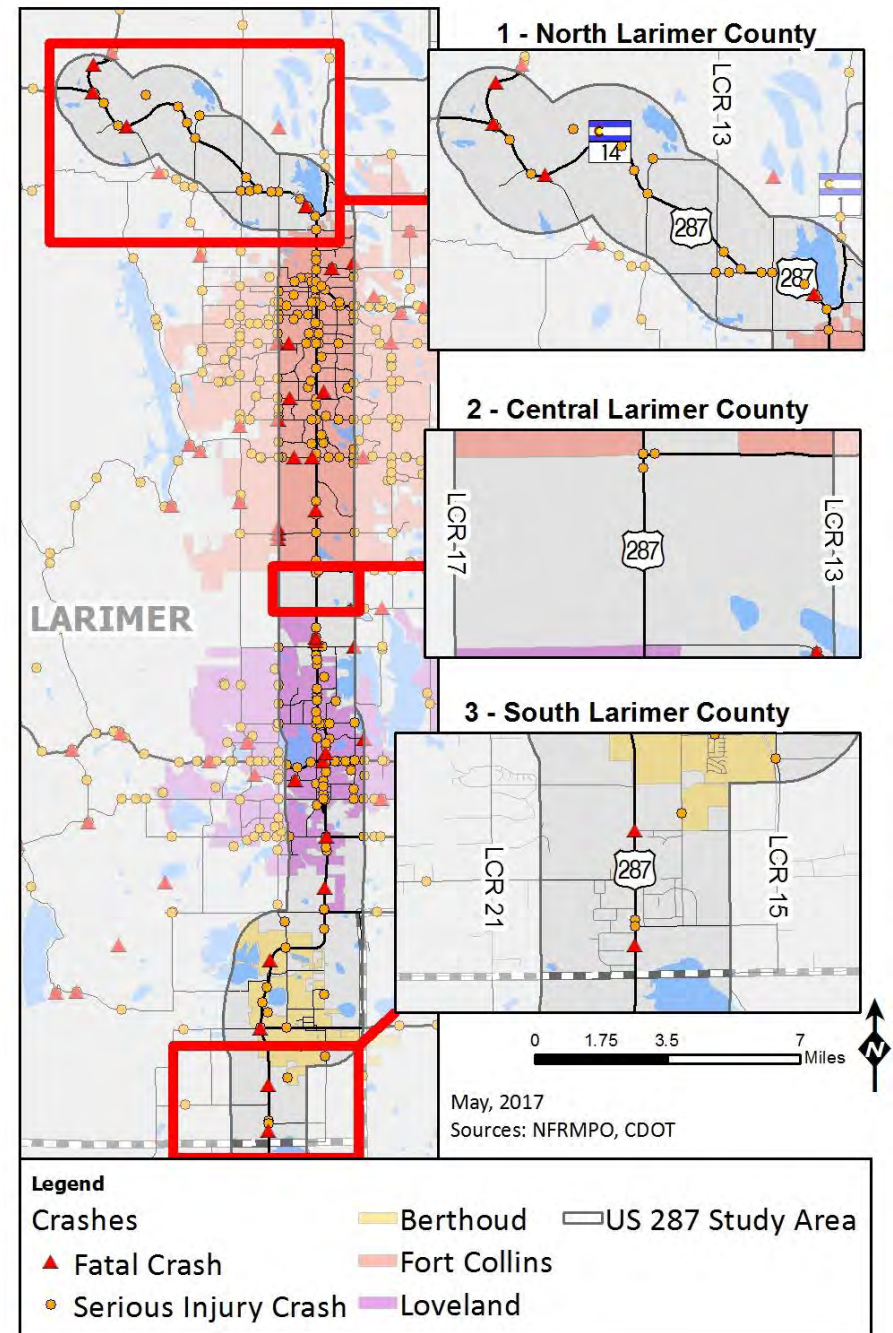 1 - North Larimer County
LCR-13
14
1
287
287
2 - Central Larimer County
LCR-17
287
LCR-13
LARIMER
3 - South Larimer County
LCR 21
287
LCR-15
0 1.75 3.5 7
Miles
N
May, 2017
Sources: NFRMPO, CDOT
Legend
Crashes
Fatal Crash
Serious Injury Crash
Berthoud
Fort Collins
Loveland
US 287 Study Area